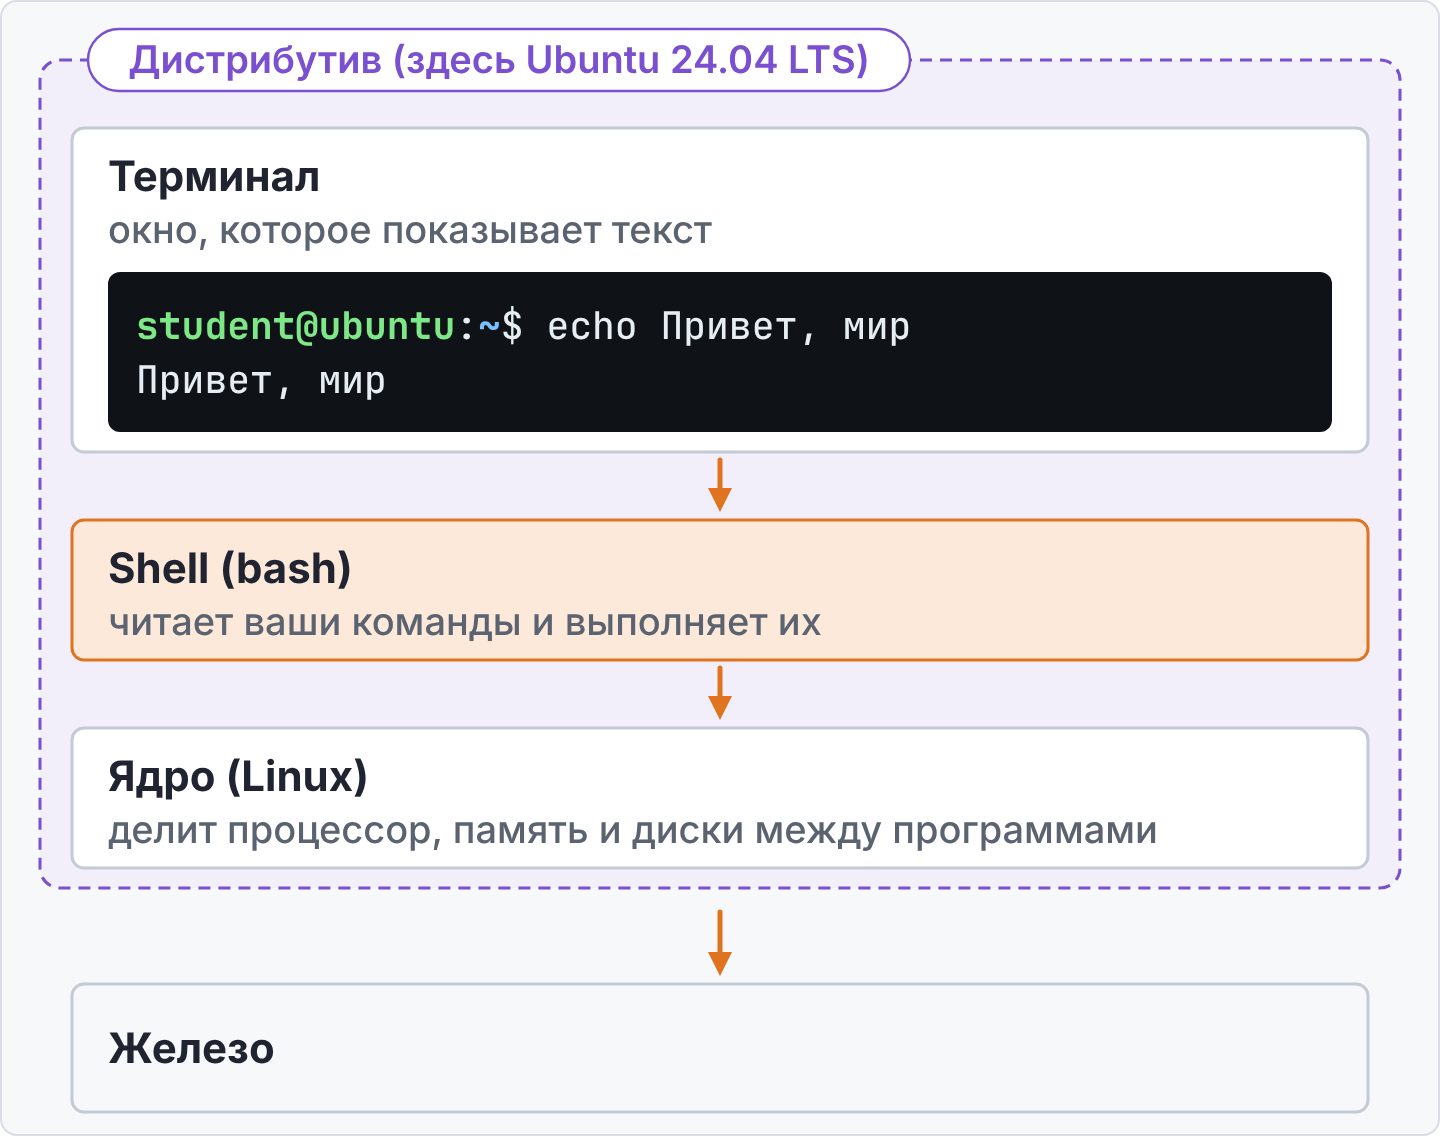 Дистрибутив (здесь Ubuntu 24.04 LTS)
Терминал
окно, которое показывает текст
student@ubuntu:~$ echo Привет, мир
Привет, мир
Shell (bash)
читает ваши команды и выполняет их
Ядро (Linux)
делит процессор, память и диски между программами
Железо